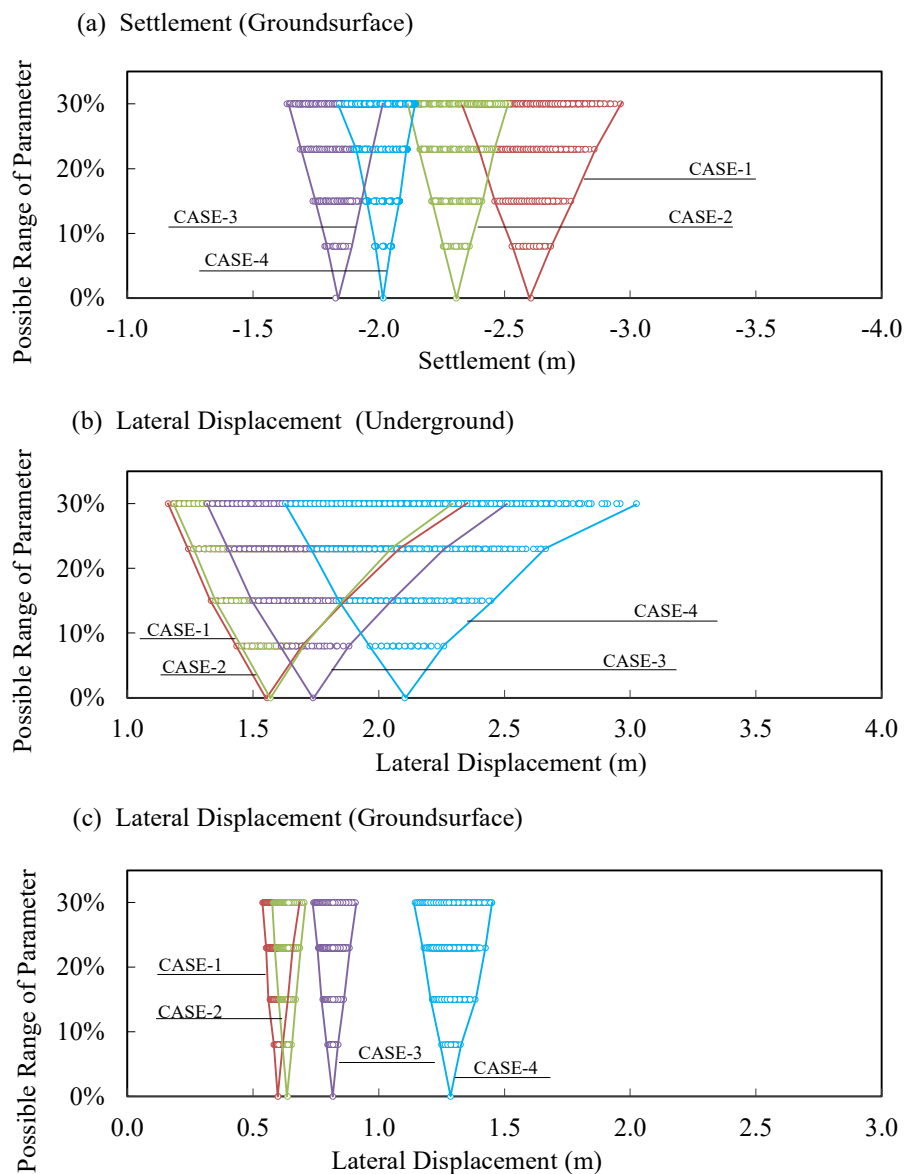 (a) Settlement (Groundsurface)
Possible Range of Parameter
30%
20%
10%
0%
CASE-1
CASE-3
CASE-2
CASE-4
-1.0 -1.5 -2.0 -2.5 -3.0 -3.5 -4.0
Settlement (m)
(b) Lateral Displacement (Underground)
Possible Range of Parameter
30%
20%
10%
0%
CASE-4
CASE-1
CASE-3
CASE-2
1.0 1.5 2.0 2.5 3.0 3.5 4.0
Lateral Displacement (m)
(c) Lateral Displacement (Groundsurface)
Possible Range of Parameter
30%
20%
10%
0%
CASE-1
CASE-2
CASE-3
CASE-4
0.0 0.5 1.0 1.5 2.0 2.5 3.0
Lateral Displacement (m)